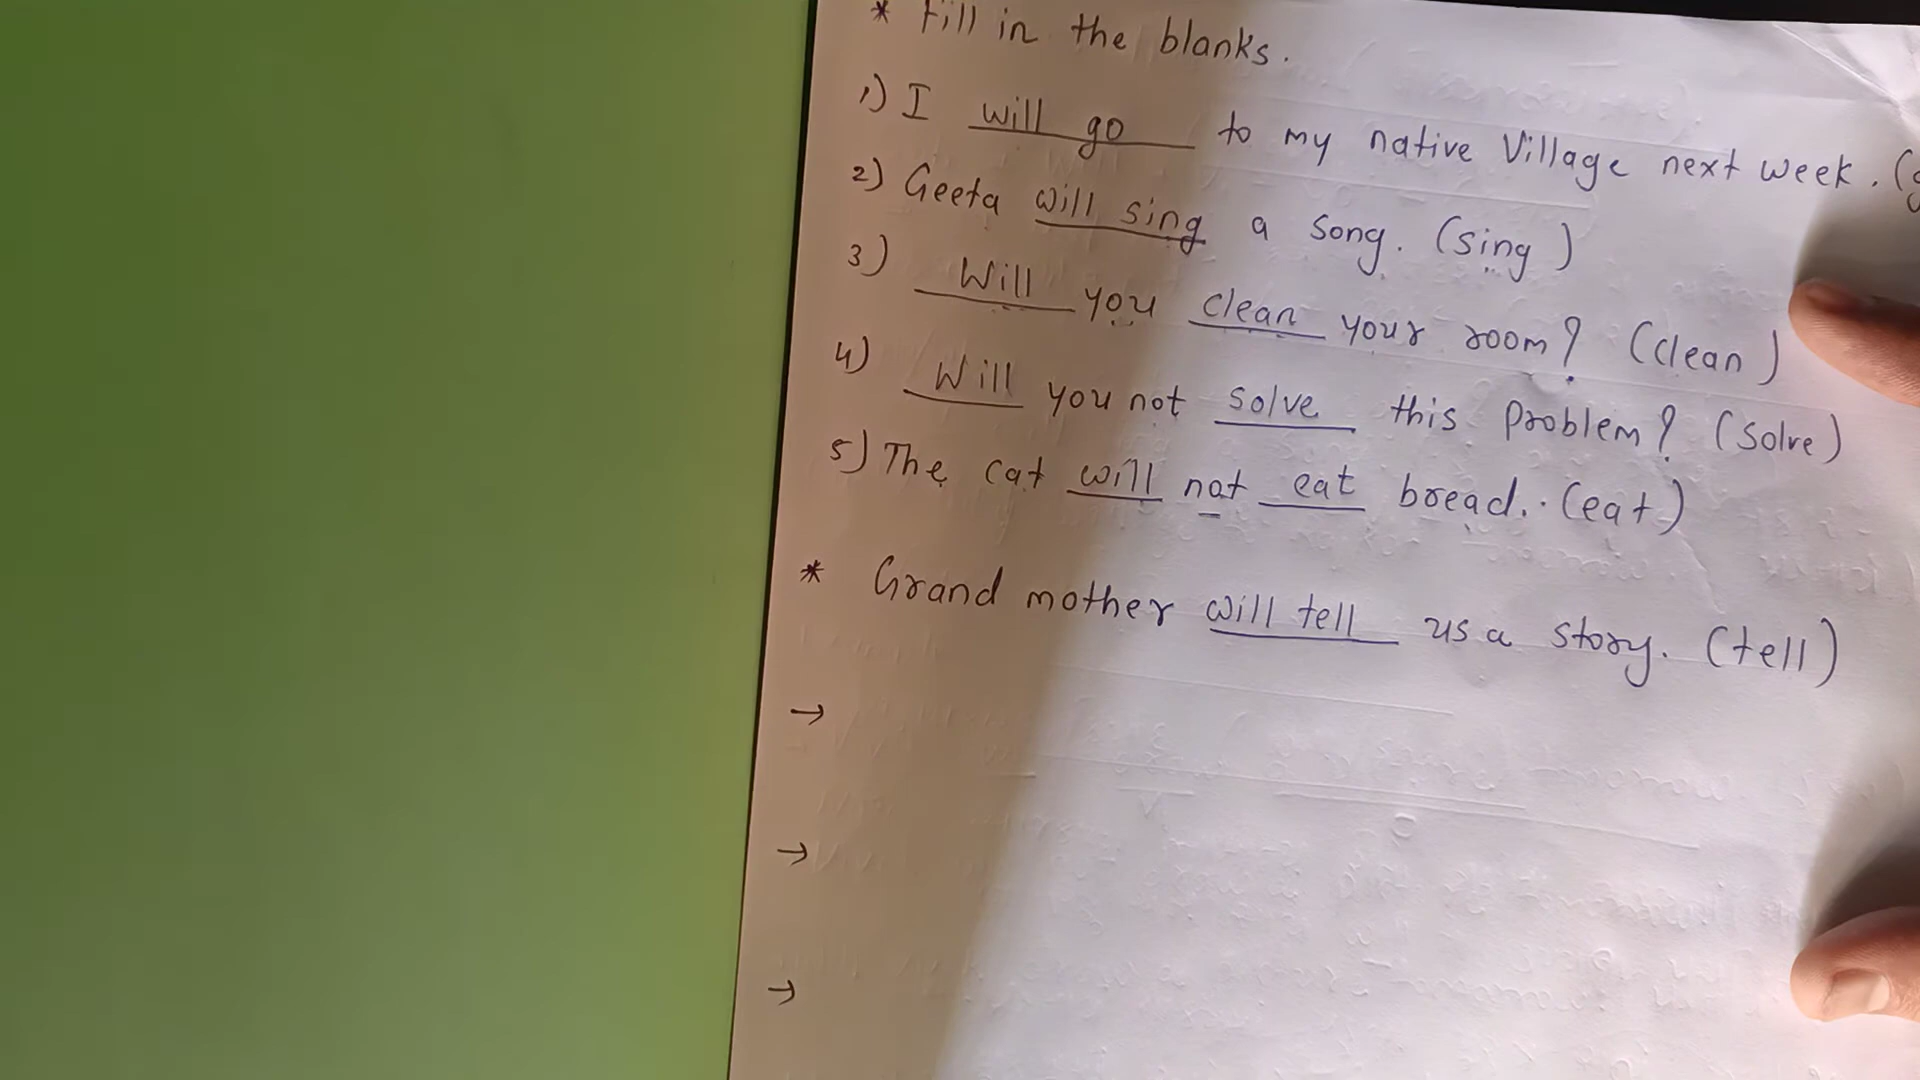 * Fill in the blanks.
1) I will go to my native Village next week.
2) Geeta will sing a song. (sing)
3) Will you clean your room? (clean)
4) Will you not solve this problem? (solve)
5) The cat will not eat bread. (eat)
* Grand mother will tell us a story. (tell)
→
→
→